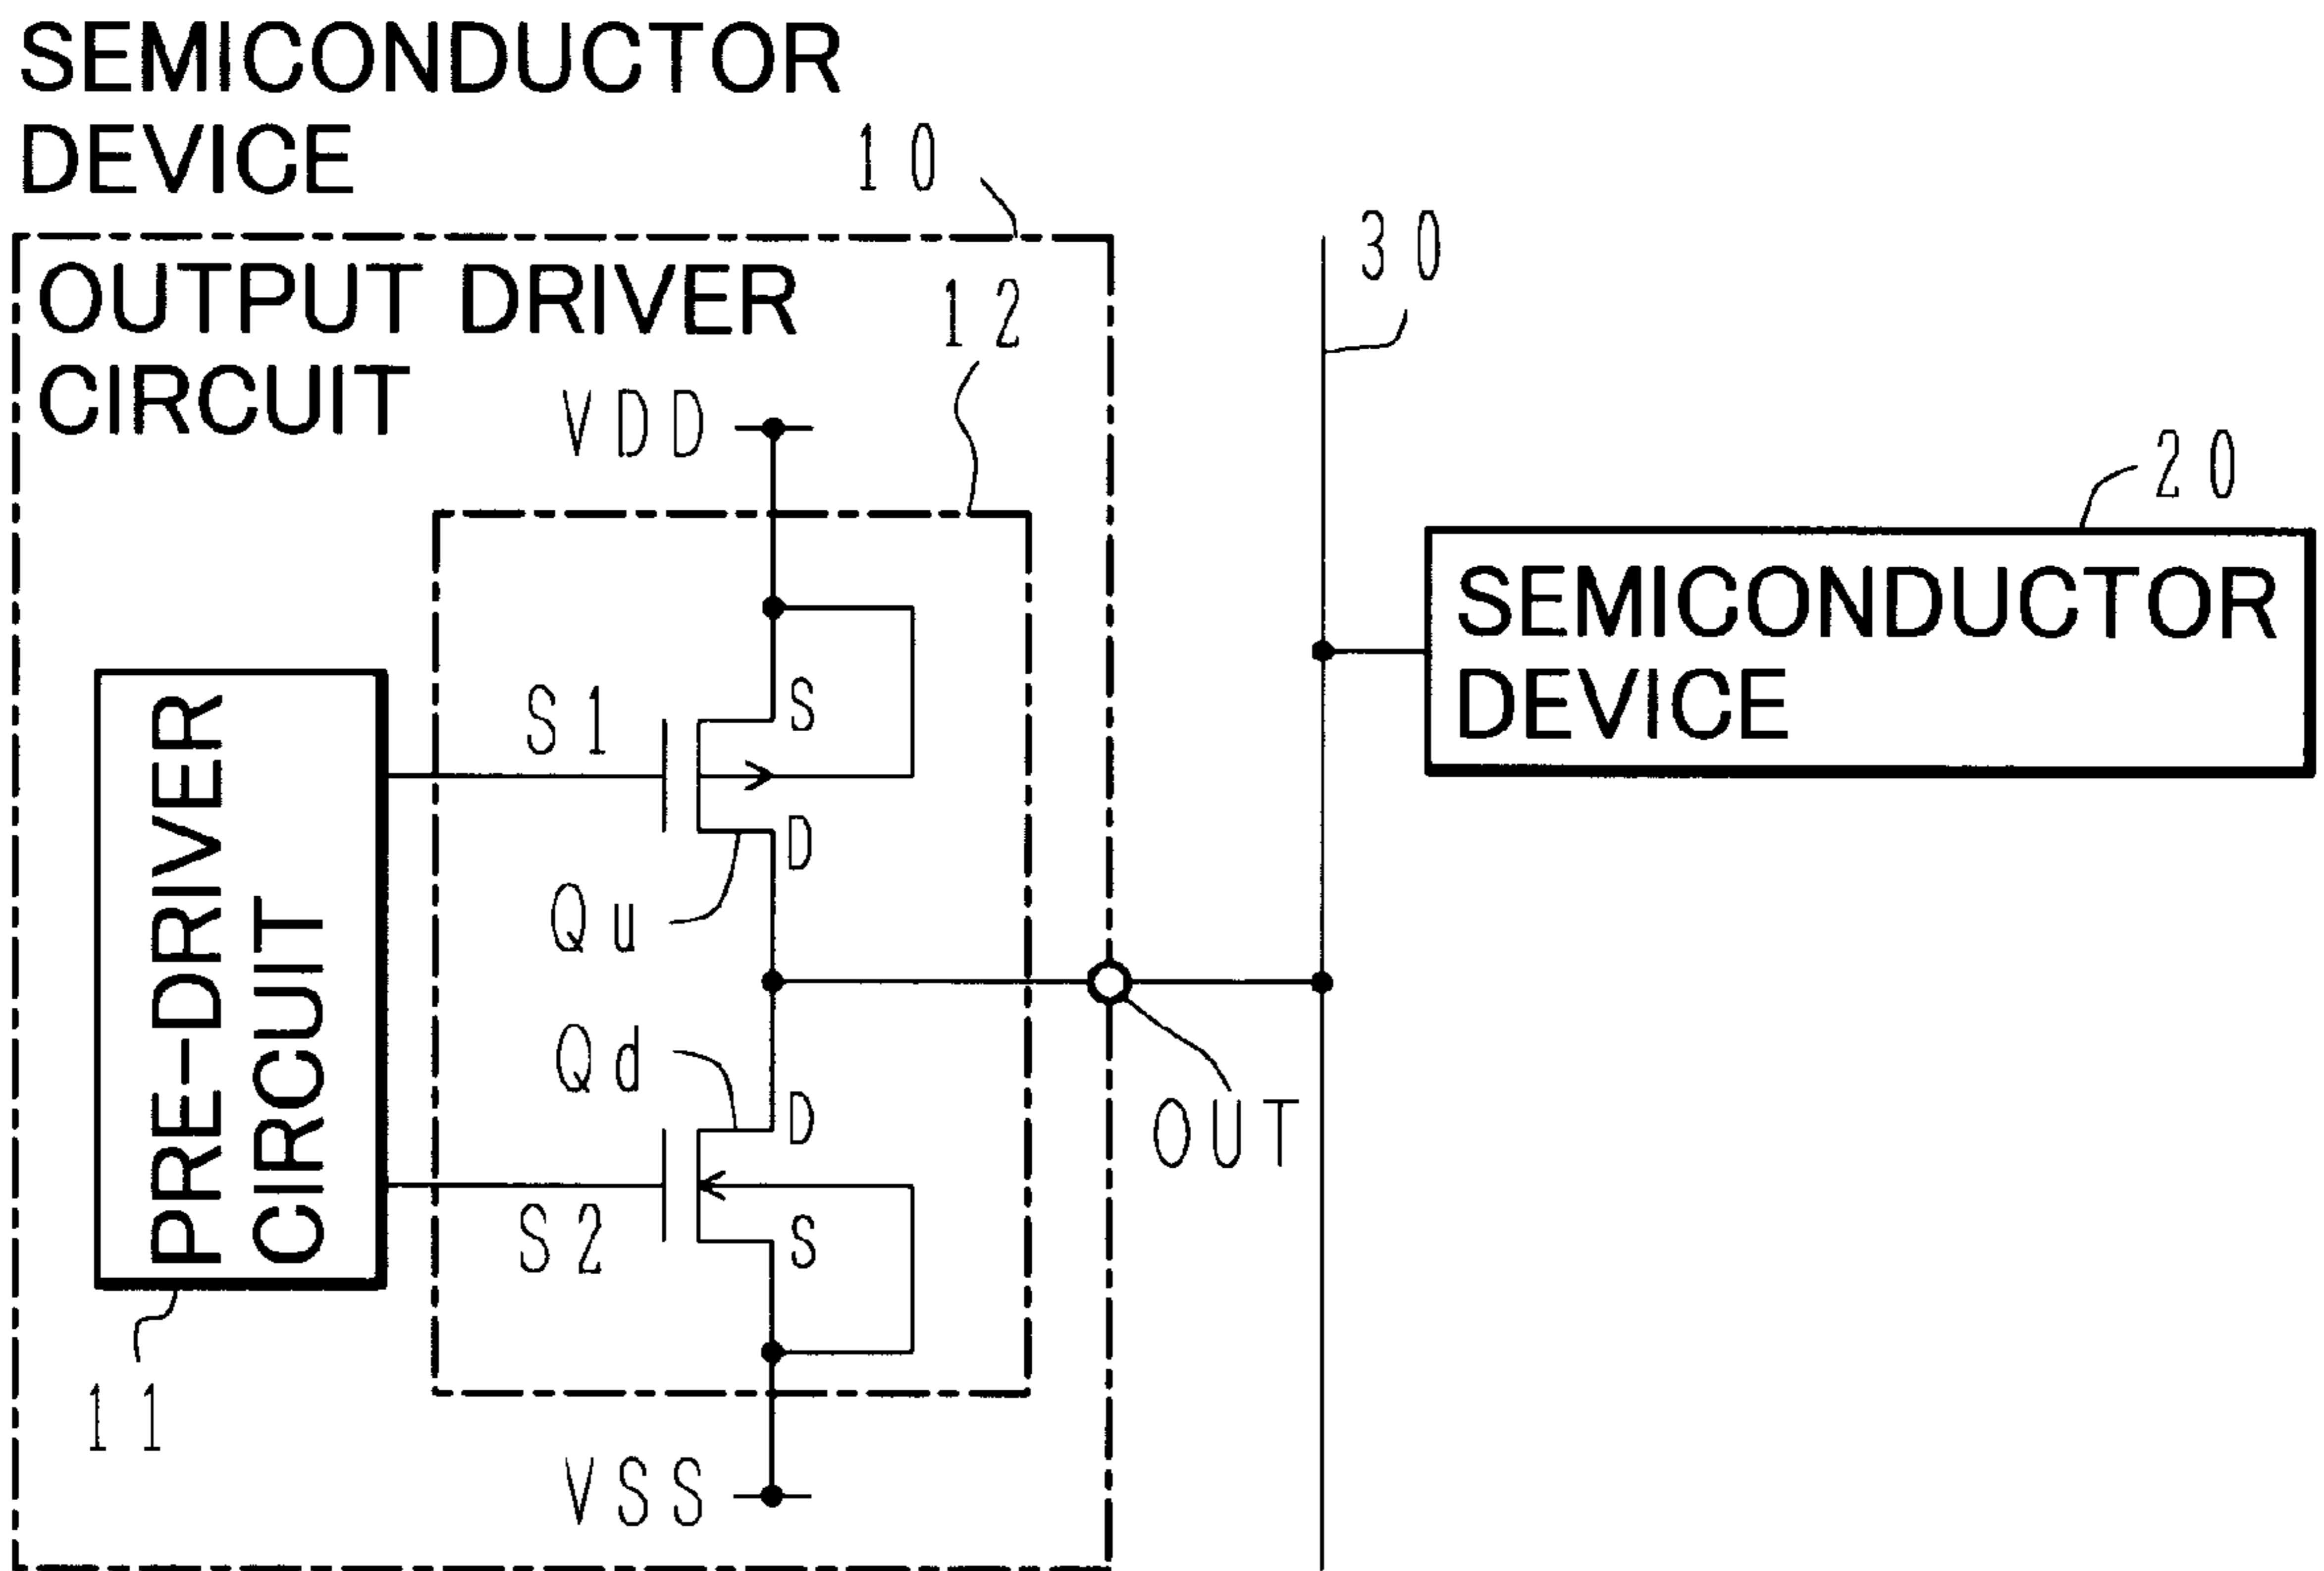 SEMICONDUCTOR
DEVICE
10
30
OUTPUT DRIVER
CIRCUIT
12
VDD
20
SEMICONDUCTOR
DEVICE
S1
S
D
Qu
PRE-DRIVER
CIRCUIT
Qd
D
OUT
S2
S
11
VSS